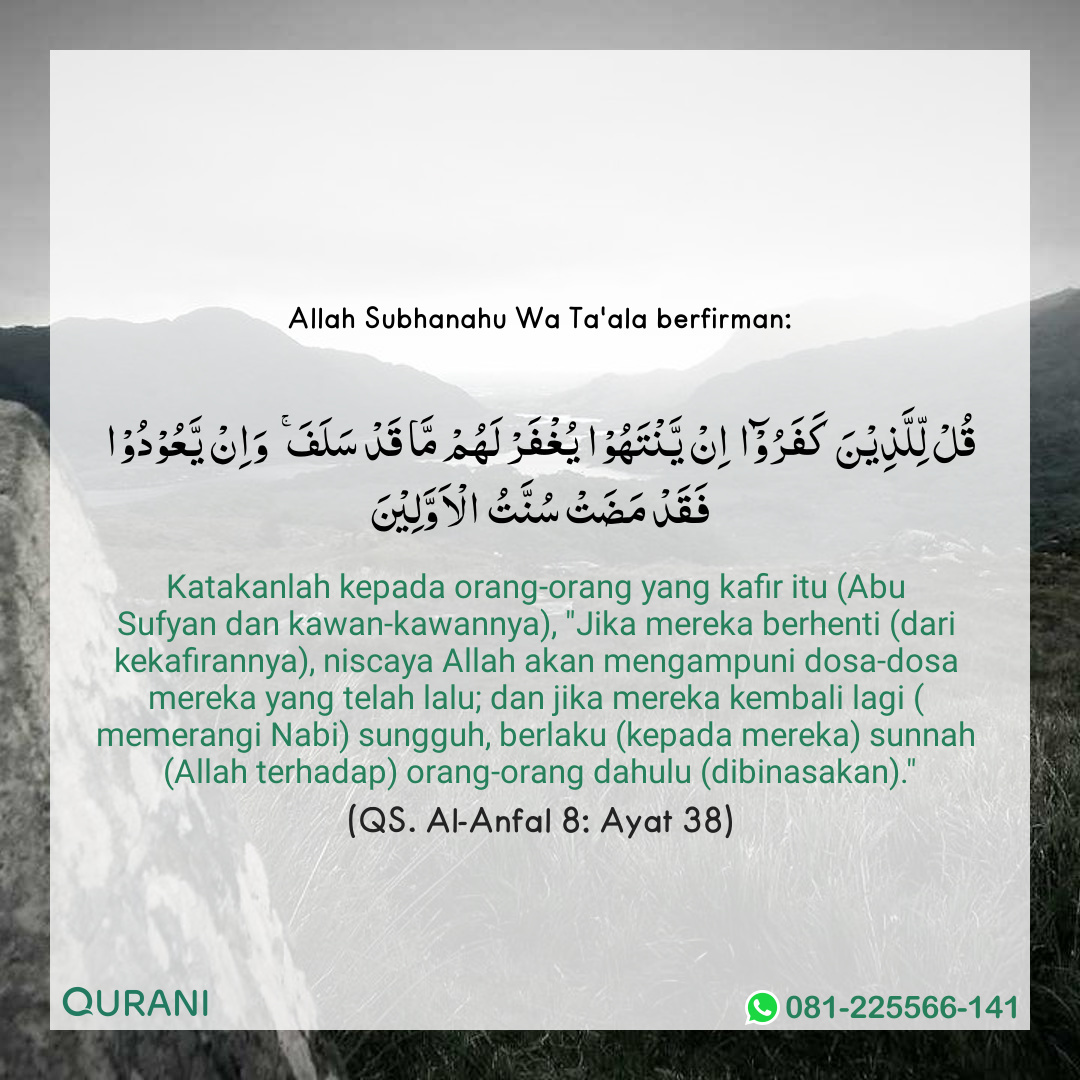 Allah Subhanahu Wa Ta'ala berfirman:
قُلْ لِّلَّذِيْنَ كَفَرُوْٓا اِنْ يَّنْتَهُوْا يُغْفَرْ لَهُمْ مَّا قَدْ سَلَفَۚ وَاِنْ يَّعُوْدُوْا
فَقَدْ مَضَتْ سُنَّتُ الْاَوَّلِيْنَ
Katakanlah kepada orang-orang yang kafir itu (Abu
Sufyan dan kawan-kawannya), "Jika mereka berhenti (dari
kekafirannya), niscaya Allah akan mengampuni dosa-dosa
mereka yang telah lalu; dan jika mereka kembali lagi (
memerangi Nabi) sungguh, berlaku (kepada mereka) sunnah
(Allah terhadap) orang-orang dahulu (dibinasakan)."
(QS. Al-Anfal 8: Ayat 38)
QURANI
081-225566-141